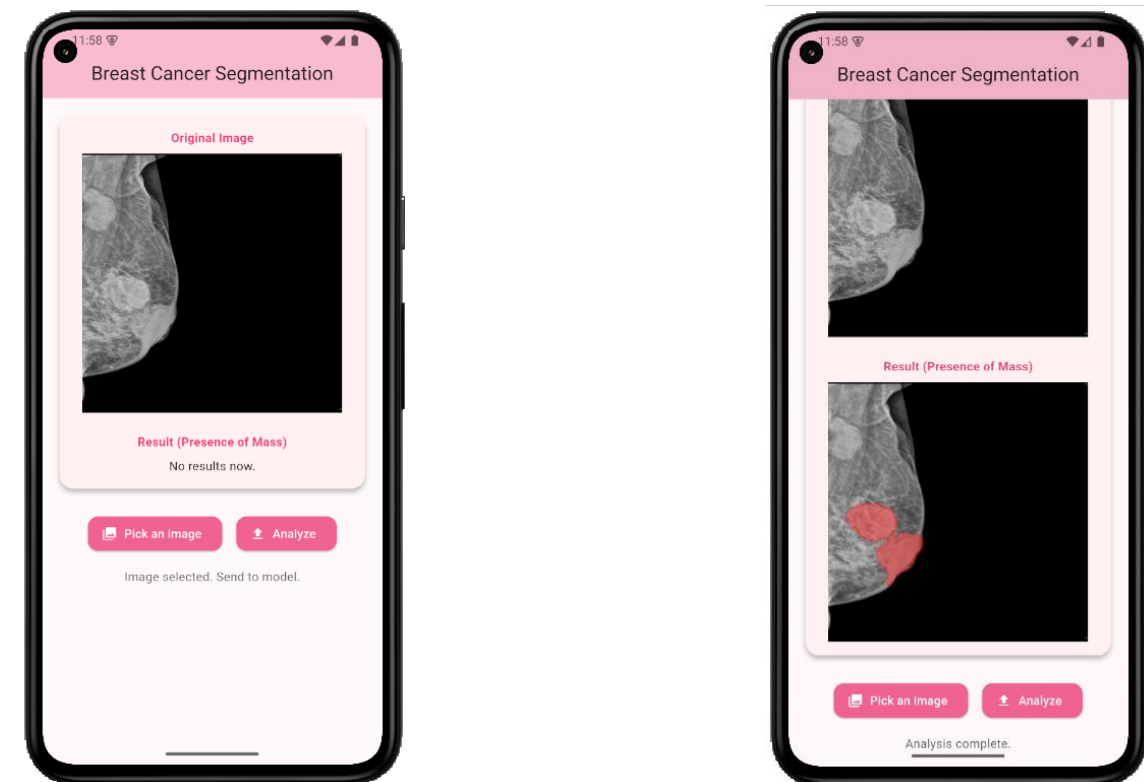 11:58
Breast Cancer Segmentation
Original Image
Result (Presence of Mass)
No results now.
Pick an image
Analyze
Image selected. Send to model.
11:58
Breast Cancer Segmentation
Result (Presence of Mass)
Pick an image
Analyze
Analysis complete.